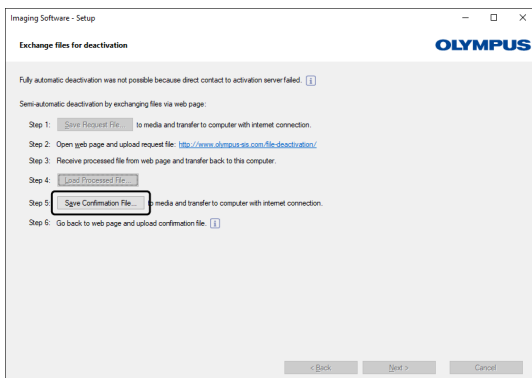 Imaging Software - Setup
Exchange files for deactivation
OLYMPUS
Fully automatic deactivation was not possible because direct contact to activation server failed. i
Semi-automatic deactivation by exchanging files via web page:
Step 1: Save Request File... to media and transfer to computer with internet connection.
Step 2: Open web page and upload request file: http://www.olympus-sis.com/file-deactivation/
Step 3: Receive processed file from web page and transfer back to this computer.
Step 4: Load Processed File...
Step 5: Save Confirmation File... to media and transfer to computer with internet connection.
Step 6: Go back to web page and upload confirmation file. i
< Back Next > Cancel